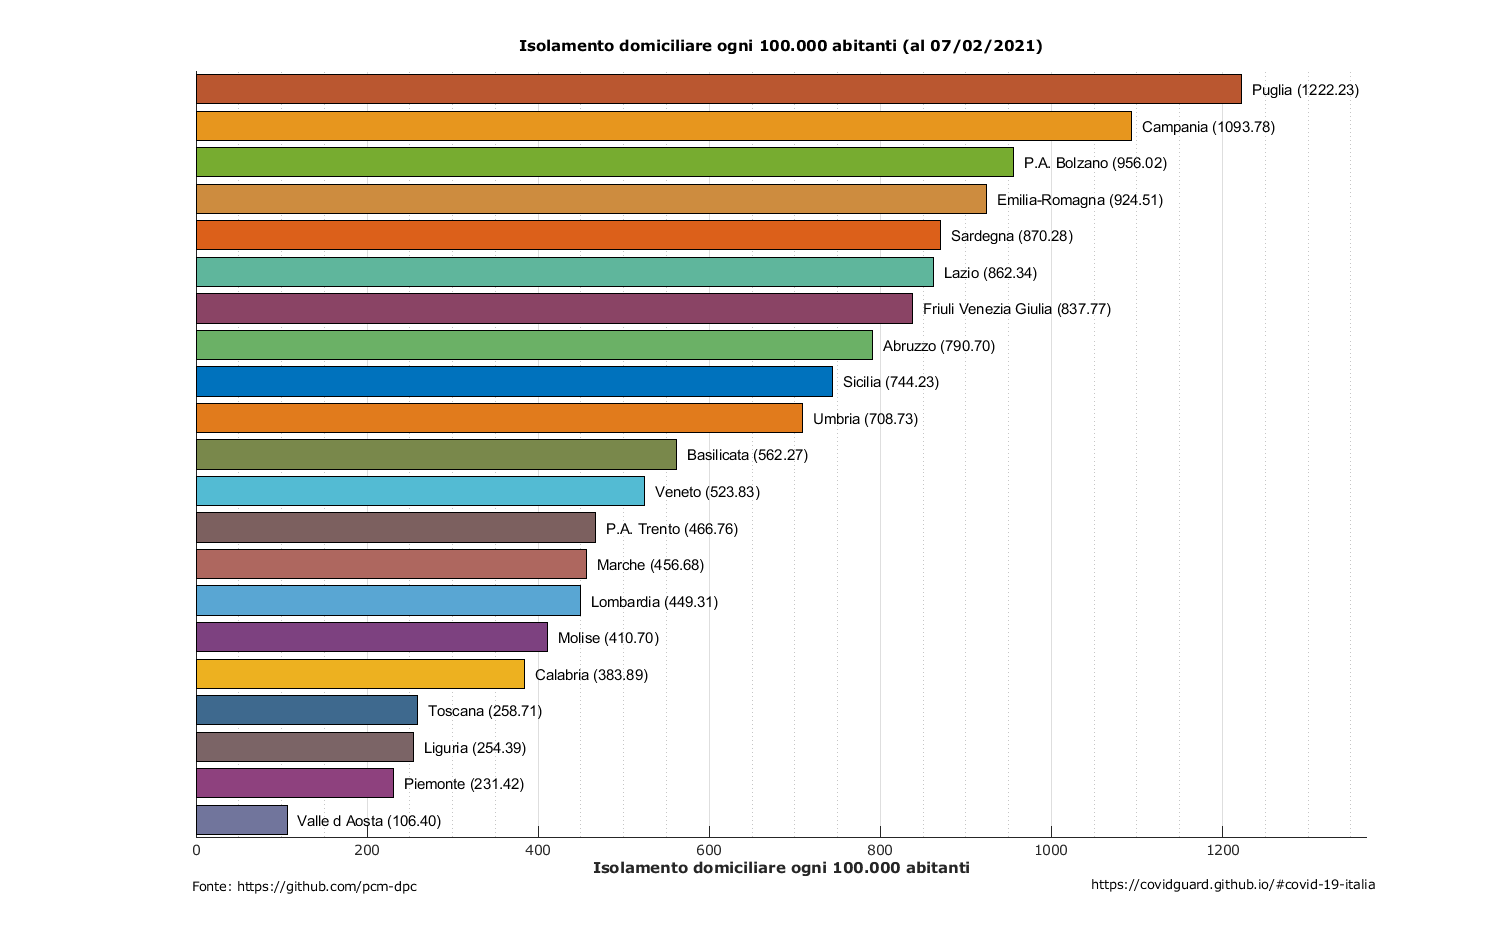 Isolamento domiciliare ogni 100.000 abitanti (al 07/02/2021)
Puglia (1222.23)
Campania (1093.78)
P.A. Bolzano (956.02)
Emilia-Romagna (924.51)
Sardegna (870.28)
Lazio (862.34)
Friuli Venezia Giulia (837.77)
Abruzzo (790.70)
Sicilia (744.23)
Umbria (708.73)
Basilicata (562.27)
Veneto (523.83)
P.A. Trento (466.76)
Marche (456.68)
Lombardia (449.31)
Molise (410.70)
Calabria (383.89)
Toscana (258.71)
Liguria (254.39)
Piemonte (231.42)
Valle d Aosta (106.40)
0 200 400 600 800 1000 1200
Isolamento domiciliare ogni 100.000 abitanti
Fonte: https://github.com/pcm-dpc
https://covidguard.github.io/#covid-19-italia